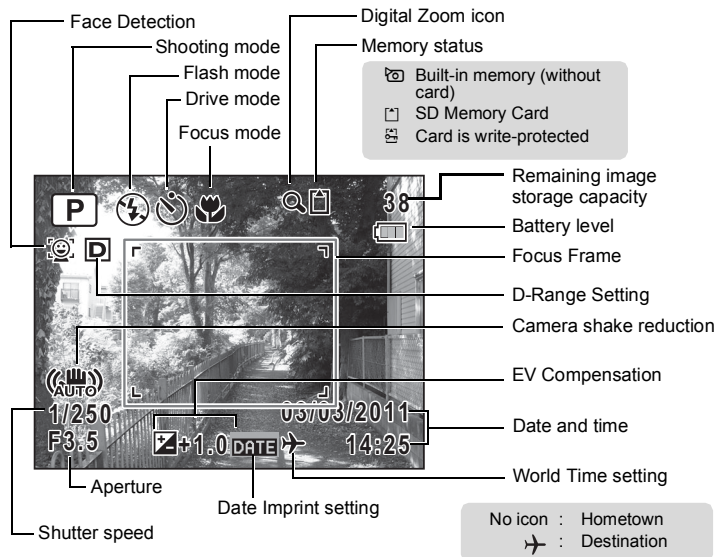 Face Detection
Shooting mode
Flash mode
Drive mode
Focus mode
Digital Zoom icon
Memory status
Built-in memory (without
card)
SD Memory Card
Card is write-protected
Remaining image
storage capacity
Battery level
Focus Frame
D-Range Setting
Camera shake reduction
EV Compensation
Date and time
World Time setting
No icon : Hometown
: Destination
Date Imprint setting
Aperture
Shutter speed
P
38
D
AUTO
1/250
03/03/2011
F3.5
+1.0 DATE
14:25